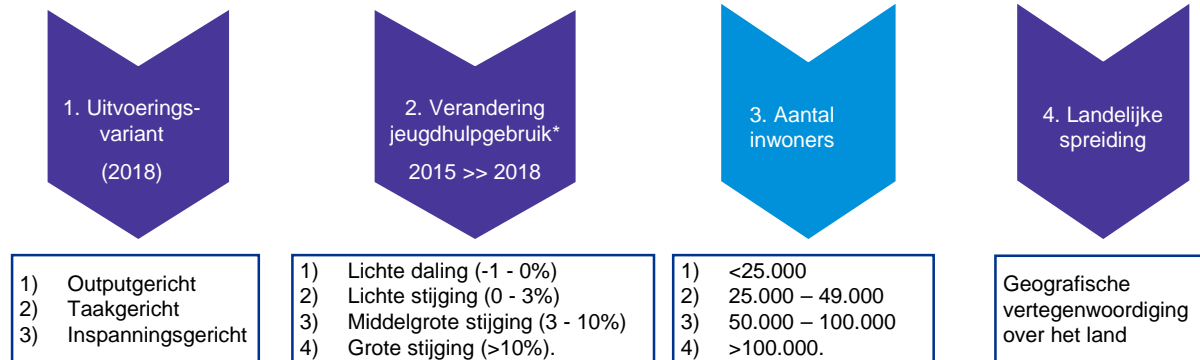 1. Uitvoerings-
variant
(2018)
2. Verandering
jeugdhulpgebruik*
2015 >> 2018
3. Aantal
inwoners
4. Landelijke
spreiding
1) Outputgericht
2) Taakgericht
3) Inspanningsgericht
1) Lichte daling (-1 - 0%)
2) Lichte stijging (0 - 3%)
3) Middelgrote stijging (3 - 10%)
4) Grote stijging (>10%).
1) <25.000
2) 25.000 – 49.000
3) 50.000 – 100.000
4) >100.000.
Geografische
vertegenwoordiging
over het land